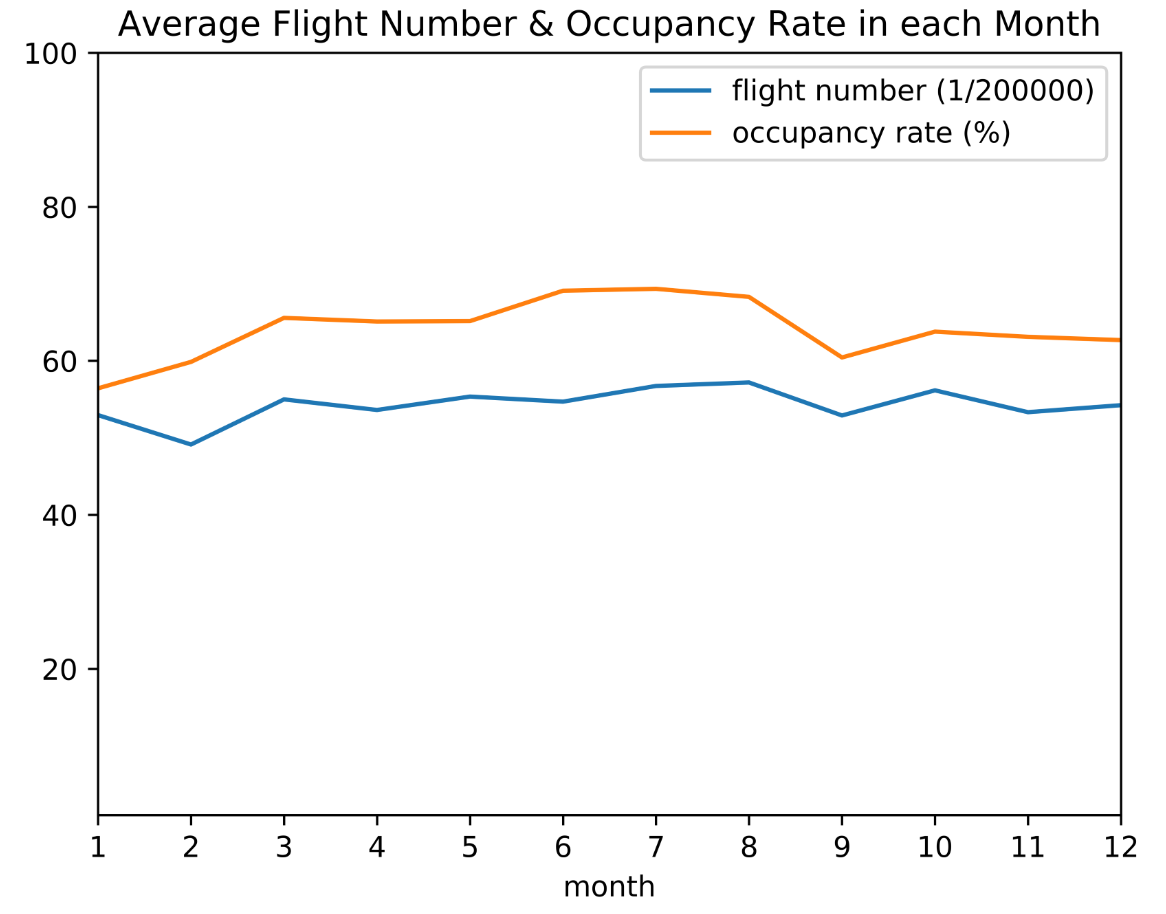 Average Flight Number & Occupancy Rate in each Month
100
80
60
40
20
flight number (1/200000)
occupancy rate (%)
1 2 3 4 5 6 7 8 9 10 11 12
month